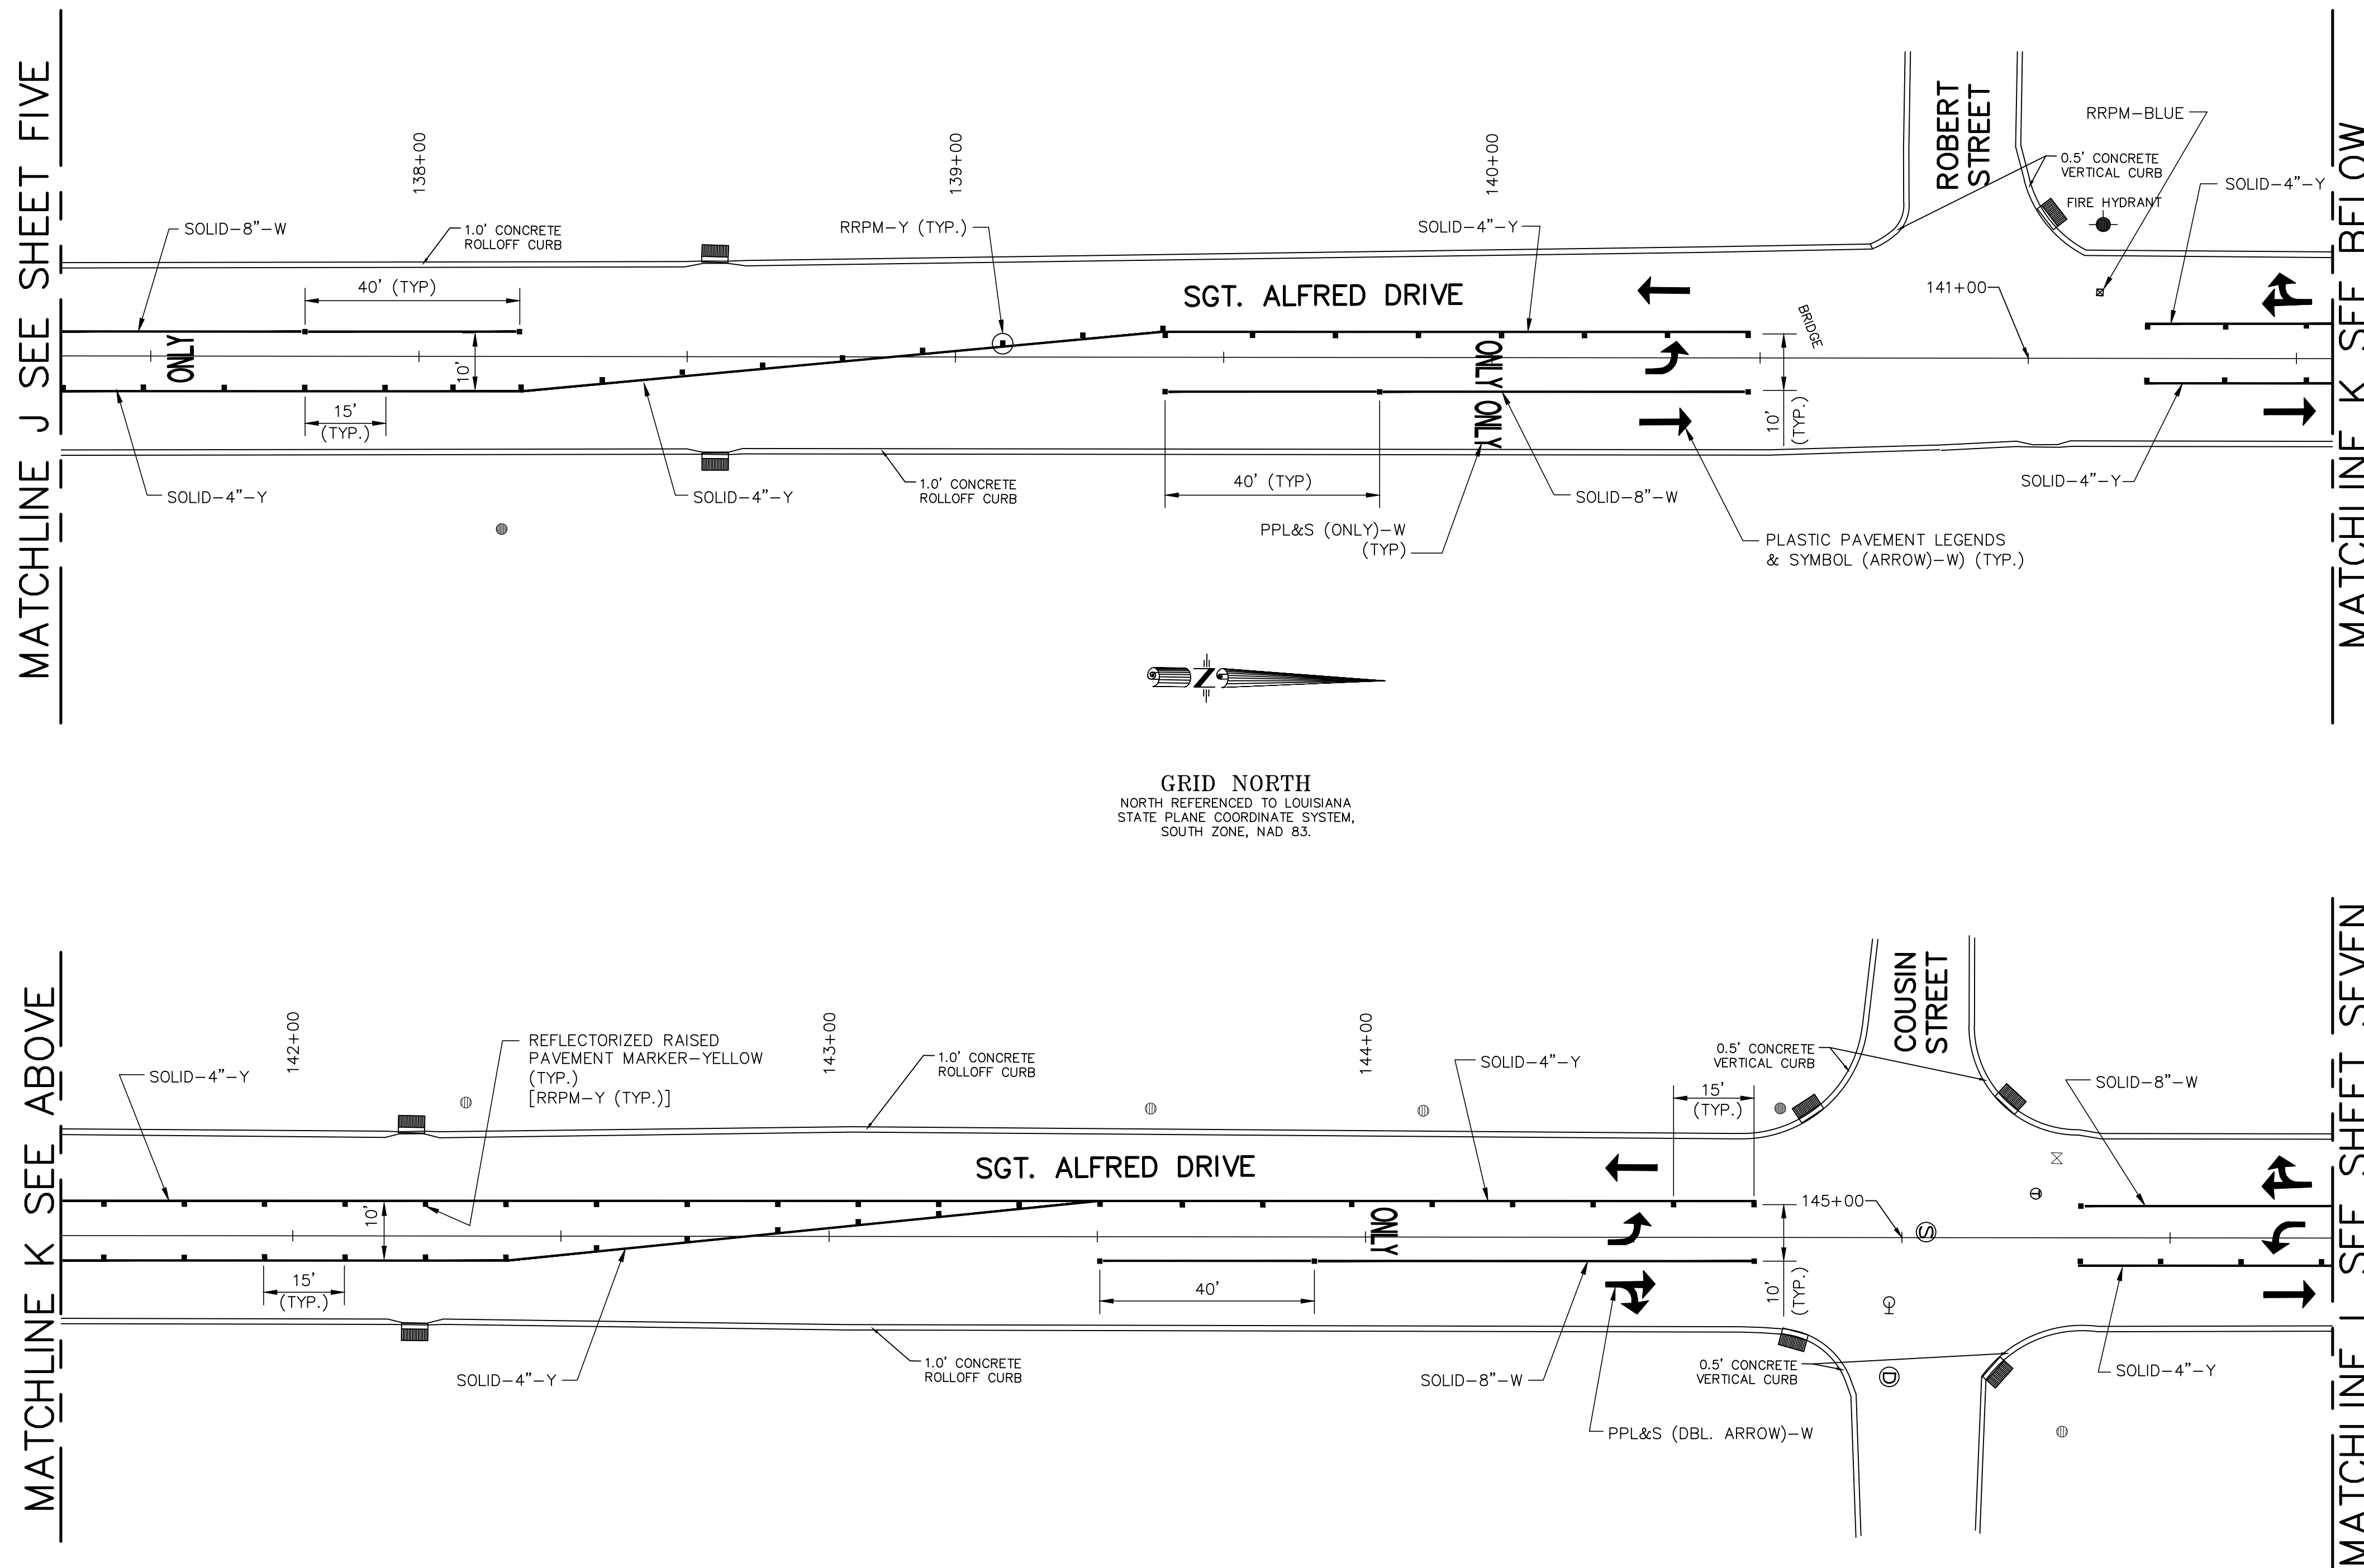 MATCHLINE J SEE SHEET FIVE
138+00
139+00
140+00
ROBERT
STREET
RRPM-BLUE
0.5' CONCRETE
VERTICAL CURB
SOLID-4"-Y
FIRE HYDRANT
SOLID-8"-W
1.0' CONCRETE
ROLLOFF CURB
RRPM-Y (TYP.)
SOLID-4"-Y
40' (TYP)
SGT. ALFRED DRIVE
141+00
BRIDGE
ONLY
10'
ONLY
ONLY
15'
(TYP.)
10'
(TYP.)
SOLID-4"-Y
SOLID-4"-Y
1.0' CONCRETE
ROLLOFF CURB
40' (TYP)
SOLID-8"-W
SOLID-4"-Y
PPL&S (ONLY)-W
(TYP)
PLASTIC PAVEMENT LEGENDS
& SYMBOL (ARROW)-W) (TYP.)
MATCHLINE K SEE BELOW
N
GRID NORTH
NORTH REFERENCED TO LOUISIANA
STATE PLANE COORDINATE SYSTEM,
SOUTH ZONE, NAD 83.
MATCHLINE K SEE ABOVE
142+00
143+00
144+00
COUSIN
STREET
SOLID-4"-Y
REFLECTORIZED RAISED
PAVEMENT MARKER-YELLOW
(TYP.)
[RRPM-Y (TYP.)]
1.0' CONCRETE
ROLLOFF CURB
SOLID-4"-Y
0.5' CONCRETE
VERTICAL CURB
SOLID-8"-W
15'
(TYP.)
SGT. ALFRED DRIVE
10'
ONLY
145+00
S
15'
(TYP.)
40'
10'
(TYP.)
SOLID-4"-Y
1.0' CONCRETE
ROLLOFF CURB
SOLID-8"-W
0.5' CONCRETE
VERTICAL CURB
D
SOLID-4"-Y
PPL&S (DBL. ARROW)-W
MATCHLINE L SEE SHEET SEVEN